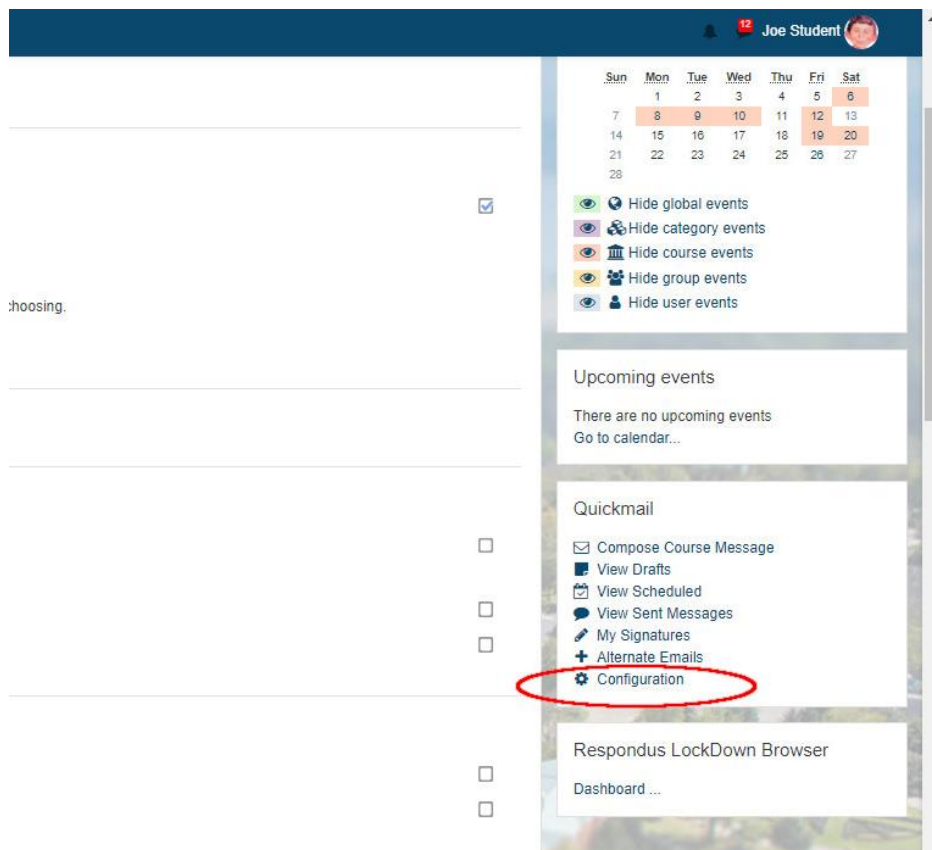 12 Joe Student
Sun Mon Tue Wed Thu Fri Sat
1 2 3 4 5 6
7 8 9 10 11 12 13
14 15 16 17 18 19 20
21 22 23 24 25 26 27
28
Hide global events
Hide category events
Hide course events
Hide group events
choosing.
Hide user events
Upcoming events
There are no upcoming events
Go to calendar...
Quickmail
Compose Course Message
View Drafts
View Scheduled
View Sent Messages
My Signatures
Alternate Emails
Configuration
Respondus LockDown Browser
Dashboard ...